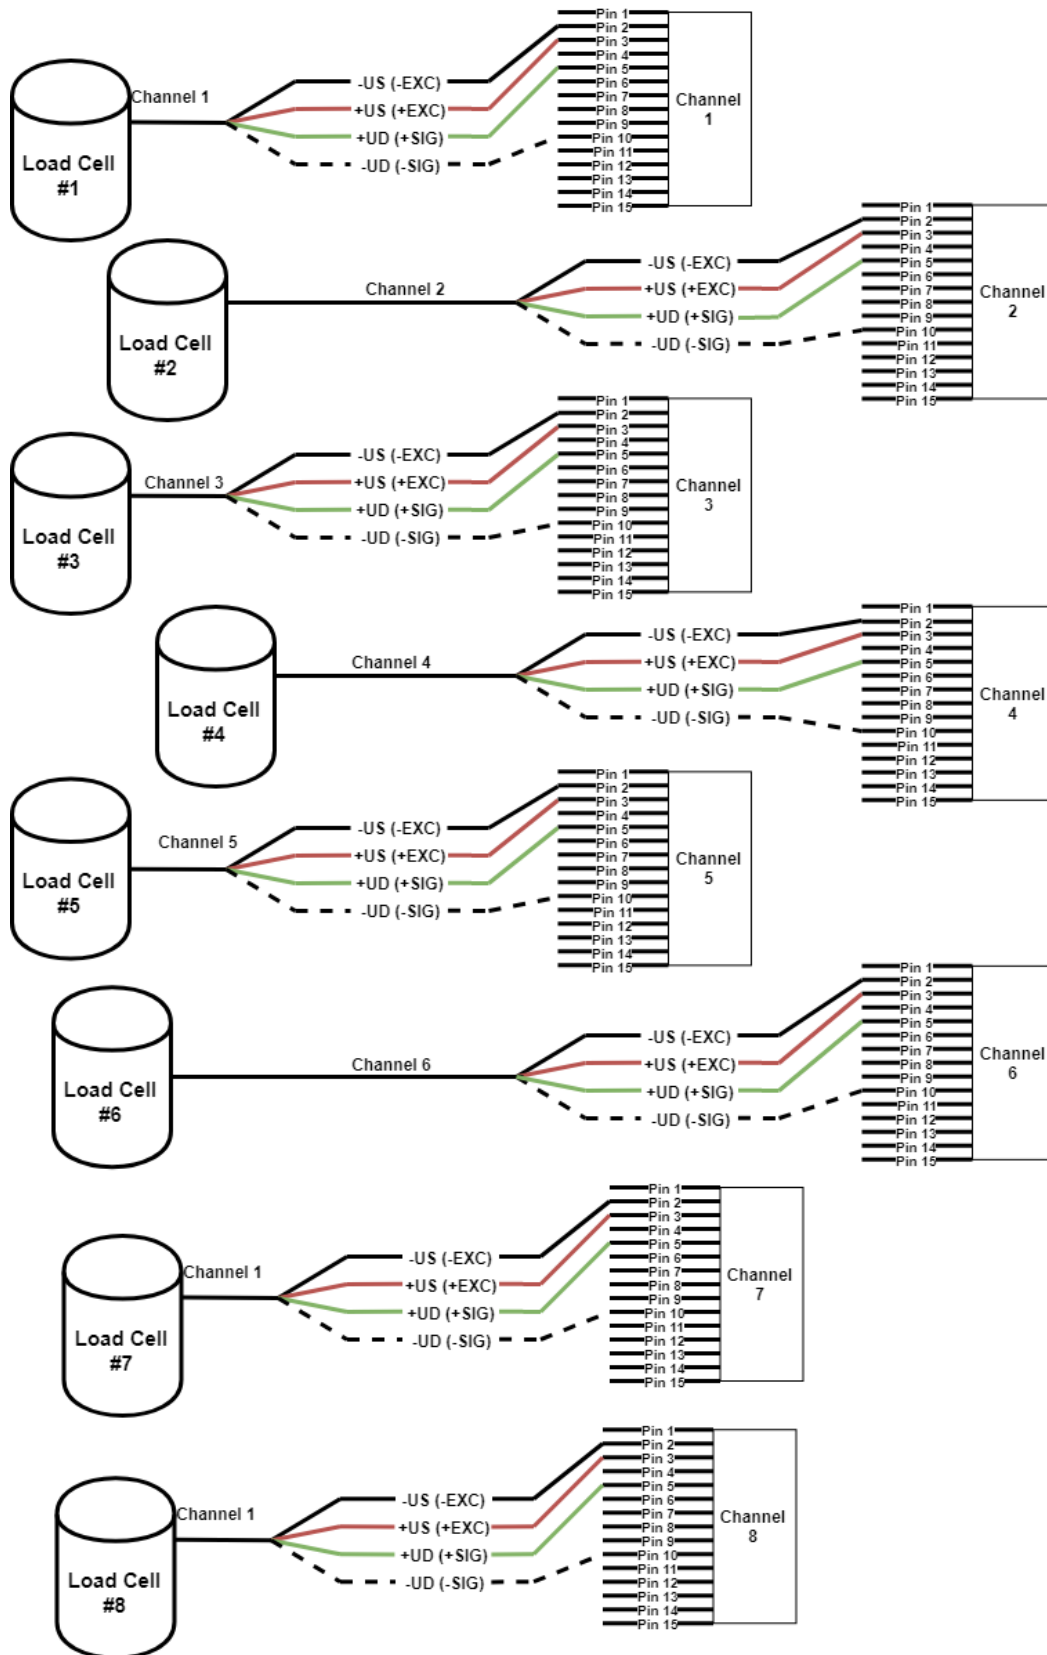 Channel 1
Load Cell
#1
-US (-EXC)
+US (+EXC)
+UD (+SIG)
-UD (-SIG)
Pin 1
Pin 2
Pin 3
Pin 4
Pin 5
Pin 6
Pin 7
Pin 8
Pin 9
Pin 10
Pin 11
Pin 12
Pin 13
Pin 14
Pin 15
Channel
1
Channel 2
Load Cell
#2
-US (-EXC)
+US (+EXC)
+UD (+SIG)
-UD (-SIG)
Pin 1
Pin 2
Pin 3
Pin 4
Pin 5
Pin 6
Pin 7
Pin 8
Pin 9
Pin 10
Pin 11
Pin 12
Pin 13
Pin 14
Pin 15
Channel
2
Channel 3
Load Cell
#3
-US (-EXC)
+US (+EXC)
+UD (+SIG)
-UD (-SIG)
Pin 1
Pin 2
Pin 3
Pin 4
Pin 5
Pin 6
Pin 7
Pin 8
Pin 9
Pin 10
Pin 11
Pin 12
Pin 13
Pin 14
Pin 15
Channel
3
Channel 4
Load Cell
#4
-US (-EXC)
+US (+EXC)
+UD (+SIG)
-UD (-SIG)
Pin 1
Pin 2
Pin 3
Pin 4
Pin 5
Pin 6
Pin 7
Pin 8
Pin 9
Pin 10
Pin 11
Pin 12
Pin 13
Pin 14
Pin 15
Channel
4
Channel 5
Load Cell
#5
-US (-EXC)
+US (+EXC)
+UD (+SIG)
-UD (-SIG)
Pin 1
Pin 2
Pin 3
Pin 4
Pin 5
Pin 6
Pin 7
Pin 8
Pin 9
Pin 10
Pin 11
Pin 12
Pin 13
Pin 14
Pin 15
Channel
5
Channel 6
Load Cell
#6
-US (-EXC)
+US (+EXC)
+UD (+SIG)
-UD (-SIG)
Pin 1
Pin 2
Pin 3
Pin 4
Pin 5
Pin 6
Pin 7
Pin 8
Pin 9
Pin 10
Pin 11
Pin 12
Pin 13
Pin 14
Pin 15
Channel
6
Channel 1
Load Cell
#7
-US (-EXC)
+US (+EXC)
+UD (+SIG)
-UD (-SIG)
Pin 1
Pin 2
Pin 3
Pin 4
Pin 5
Pin 6
Pin 7
Pin 8
Pin 9
Pin 10
Pin 11
Pin 12
Pin 13
Pin 14
Pin 15
Channel
7
Channel 1
Load Cell
#8
-US (-EXC)
+US (+EXC)
+UD (+SIG)
-UD (-SIG)
Pin 1
Pin 2
Pin 3
Pin 4
Pin 5
Pin 6
Pin 7
Pin 8
Pin 9
Pin 10
Pin 11
Pin 12
Pin 13
Pin 14
Pin 15
Channel
8